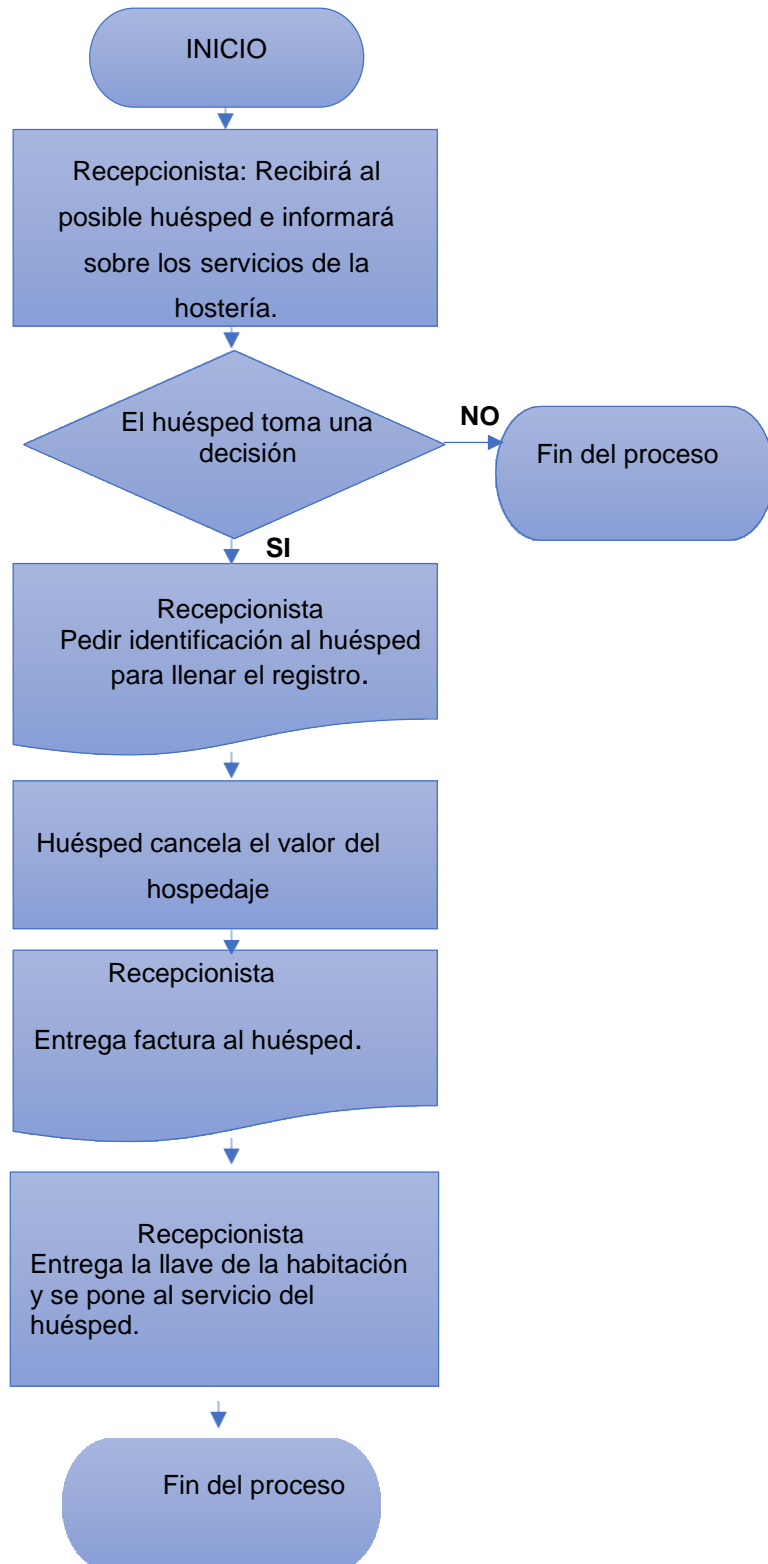 INICIO
Recepcionista: Recibirá al
posible huésped e informará
sobre los servicios de la
hostería.
El huésped toma una
decisión
NO
Fin del proceso
SI
Recepcionista
Pedir identificación al huésped
para llenar el registro.
Huésped cancela el valor del
hospedaje
Recepcionista
Entrega factura al huésped.
Recepcionista
Entrega la llave de la habitación
y se pone al servicio del
huésped.
Fin del proceso